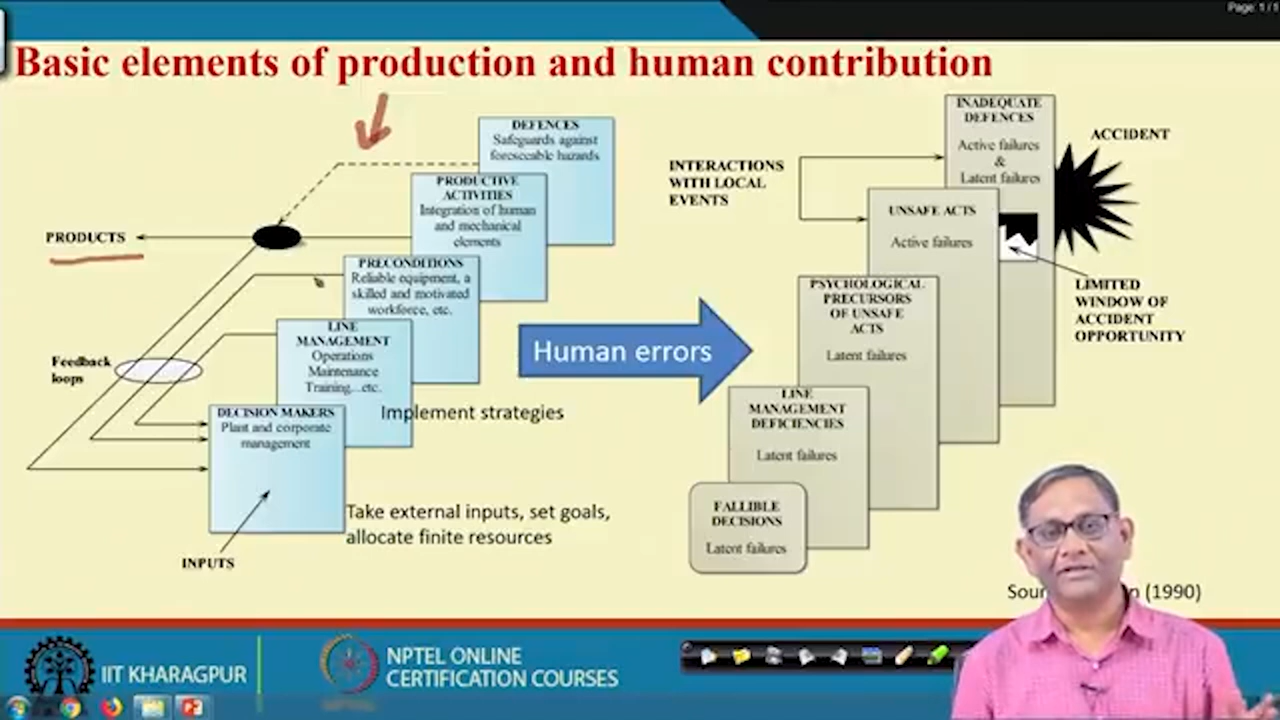 Page: 1 / 1
Basic elements of production and human contribution
DEFENCES
Safeguards against
foreseeable hazards
PRODUCTIVE
ACTIVITIES
Integration of human
and mechanical
elements
PRODUCTS
PRECONDITIONS
Reliable equipment, a
skilled and motivated
workforce, etc.
LINE
MANAGEMENT
Operations
Maintenance
Training...etc.
Feedback
loops
Implement strategies
DECISION MAKERS
Plant and corporate
management
Take external inputs, set goals,
allocate finite resources
INPUTS
Human errors
INADEQUATE
DEFENCES
Active failures
&
Latent failures
ACCIDENT
INTERACTIONS
WITH LOCAL
EVENTS
UNSAFE ACTS
Active failures
LIMITED
WINDOW OF
ACCIDENT
OPPORTUNITY
PSYCHOLOGICAL
PRECURSORS
OF UNSAFE
ACTS
Latent failures
LINE
MANAGEMENT
DEFICIENCIES
Latent failures
FALLIBLE
DECISIONS
Latent failures
(1990)
IIT KHARAGPUR
NPTEL ONLINE
CERTIFICATION COURSES